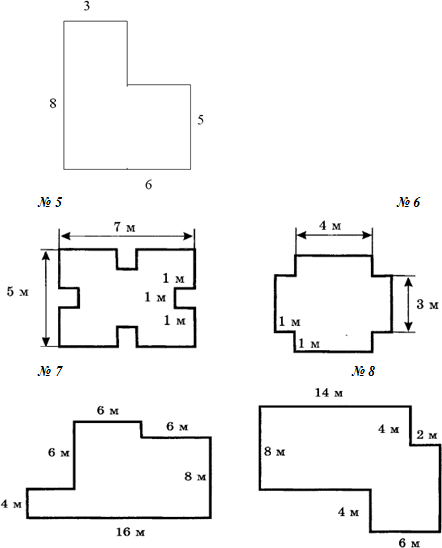 3
8
5
6
№ 5 № 6
7 м 4 м
5 м 1 м 1 м 1 м 3 м 1 м 1 м
№ 7 № 8
14 м
6 м 6 м 4 м 2 м
6 м 8 м 8 м
4 м 4 м
16 м 6 м